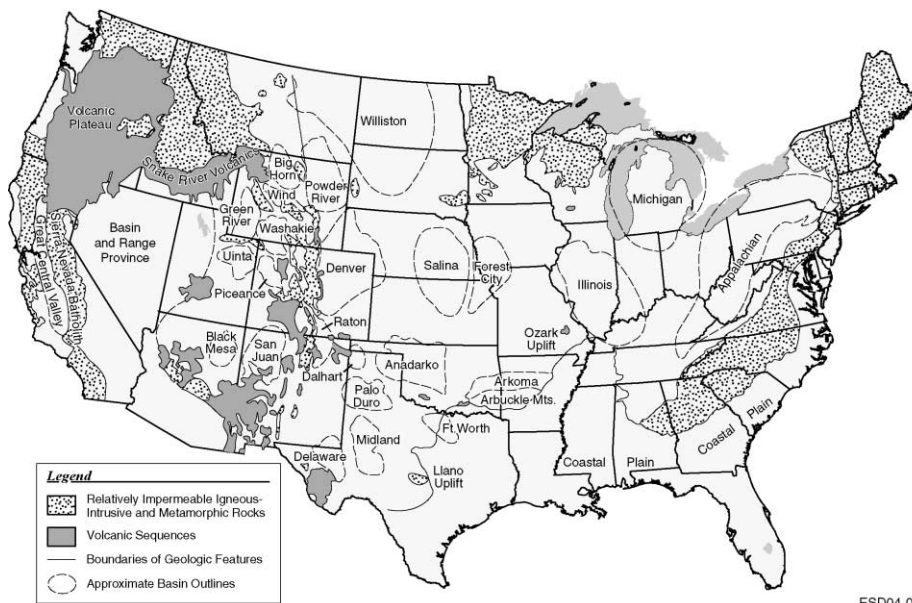 Volcanic
Plateau
Snake River Volcanics
Williston
Big
Horn
Wind
Powder
River
Green
River
Washakie
Michigan
Basin
and Range
Province
Great Central Valley
Sierra Nevada Batholith
Uinta
Piceance
Denver
Salina
Forest
City
Illinois
Appalachian
Raton
Black
Mesa
San
Juan
Dalhart
Anadarko
Palo
Duro
Ozark
Uplift
Arkoma
Arbuckle Mts.
Midland
Ft. Worth
Delaware
Llano
Uplift
Coastal Plain
Coastal Plain
Legend
Relatively Impermeable Igneous-
Intrusive and Metamorphic Rocks
Volcanic Sequences
Boundaries of Geologic Features
Approximate Basin Outlines